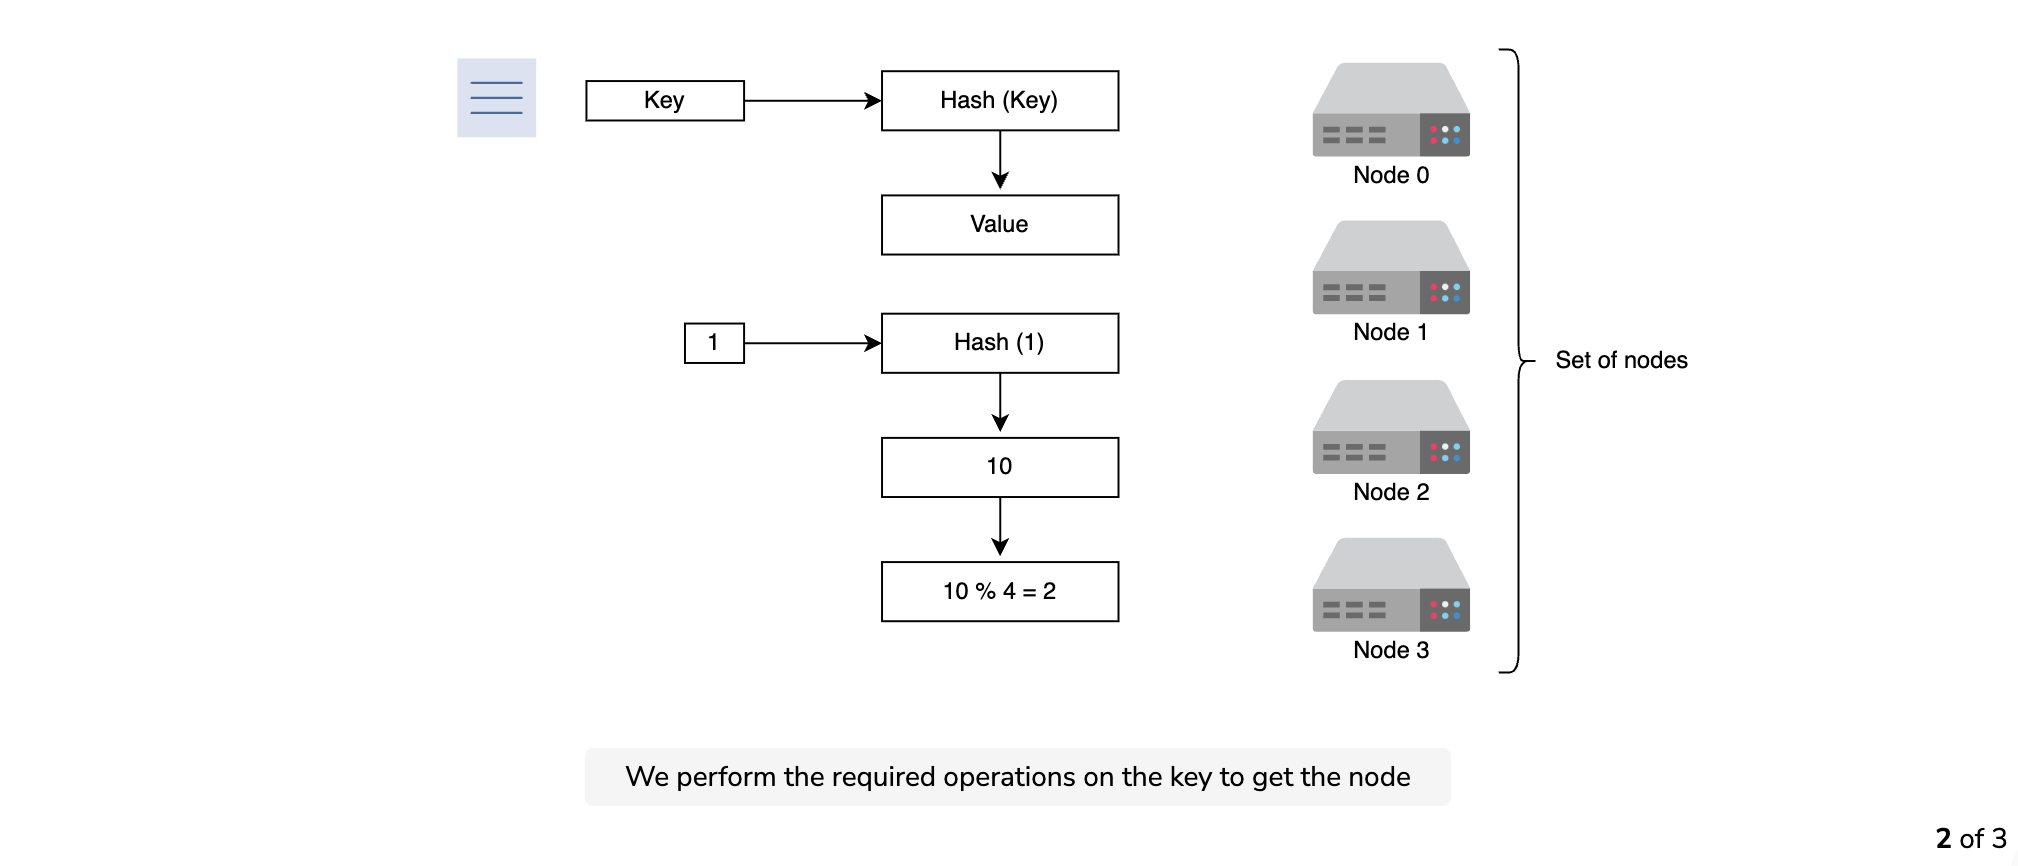 Key
Hash (Key)
Value
1
Hash (1)
10
10 % 4 = 2
Node 0
Node 1
Node 2
Node 3
Set of nodes
We perform the required operations on the key to get the node
2 of 3